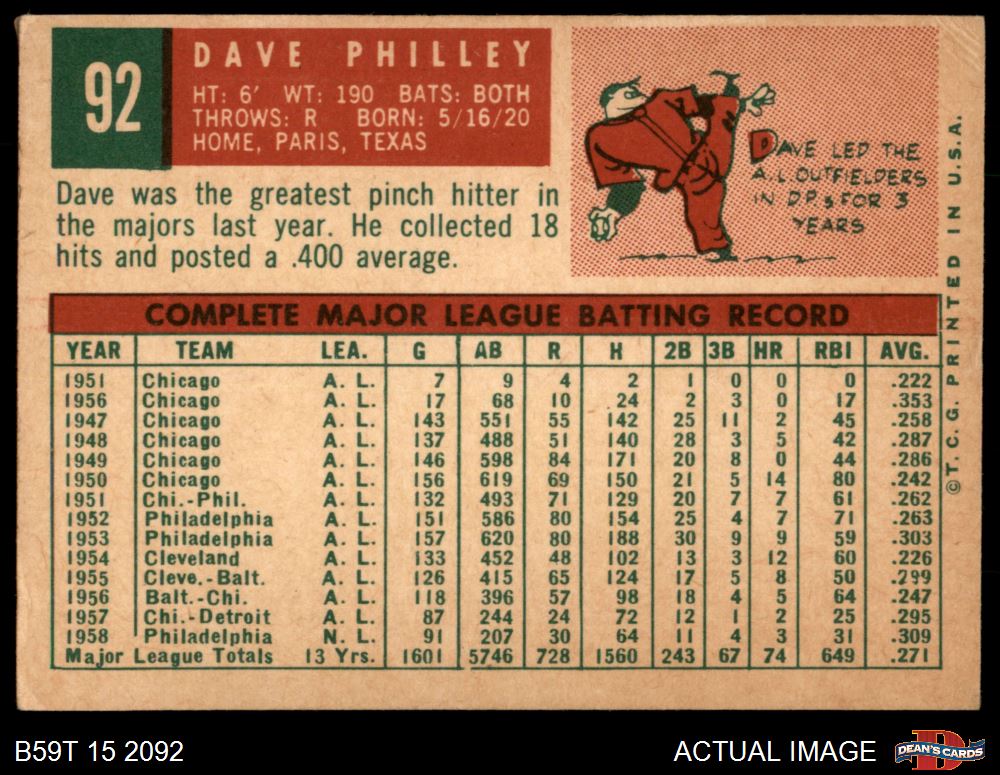 92
DAVE PHILLEY
HT: 6' WT: 190 BATS: BOTH
THROWS: R BORN: 5/16/20
HOME, PARIS, TEXAS
Dave was the greatest pinch hitter in
the majors last year. He collected 18
hits and posted a .400 average.
DAVE LED THE
A.L. OUTFIELDERS
IN D.P.s FOR 3
YEARS
COMPLETE MAJOR LEAGUE BATTING RECORD
YEAR TEAM LEA. G AB R H 2B 3B HR RBI AVG.
1951 Chicago A. L. 7 9 4 2 1 0 0 0 .222
1956 Chicago A. L. 17 68 10 24 2 3 0 17 .353
1947 Chicago A. L. 143 551 55 142 25 11 2 45 .258
1948 Chicago A. L. 137 488 51 140 28 3 5 42 .287
1949 Chicago A. L. 146 598 84 171 20 8 0 44 .286
1950 Chicago A. L. 156 619 69 150 21 5 14 80 .242
1951 Chi.-Phil. A. L. 132 493 71 129 20 7 7 61 .262
1952 Philadelphia A. L. 151 586 80 154 25 4 7 71 .263
1953 Philadelphia A. L. 157 620 80 188 30 9 9 59 .303
1954 Cleveland A. L. 133 452 48 102 13 3 12 60 .226
1955 Cleve.-Balt. A. L. 126 415 65 124 17 5 8 50 .299
1956 Balt.-Chi. A. L. 118 396 57 98 18 4 5 64 .247
1957 Chi.-Detroit A. L. 87 244 24 72 12 1 2 25 .295
1958 Philadelphia N. L. 91 207 30 64 11 4 3 31 .309
Major League Totals 13 Yrs. 1601 5746 728 1560 243 67 74 649 .271
©T. C. G. PRINTED IN U.S.A.
B59T 15 2092
ACTUAL IMAGE
D
DEAN'S CARDS